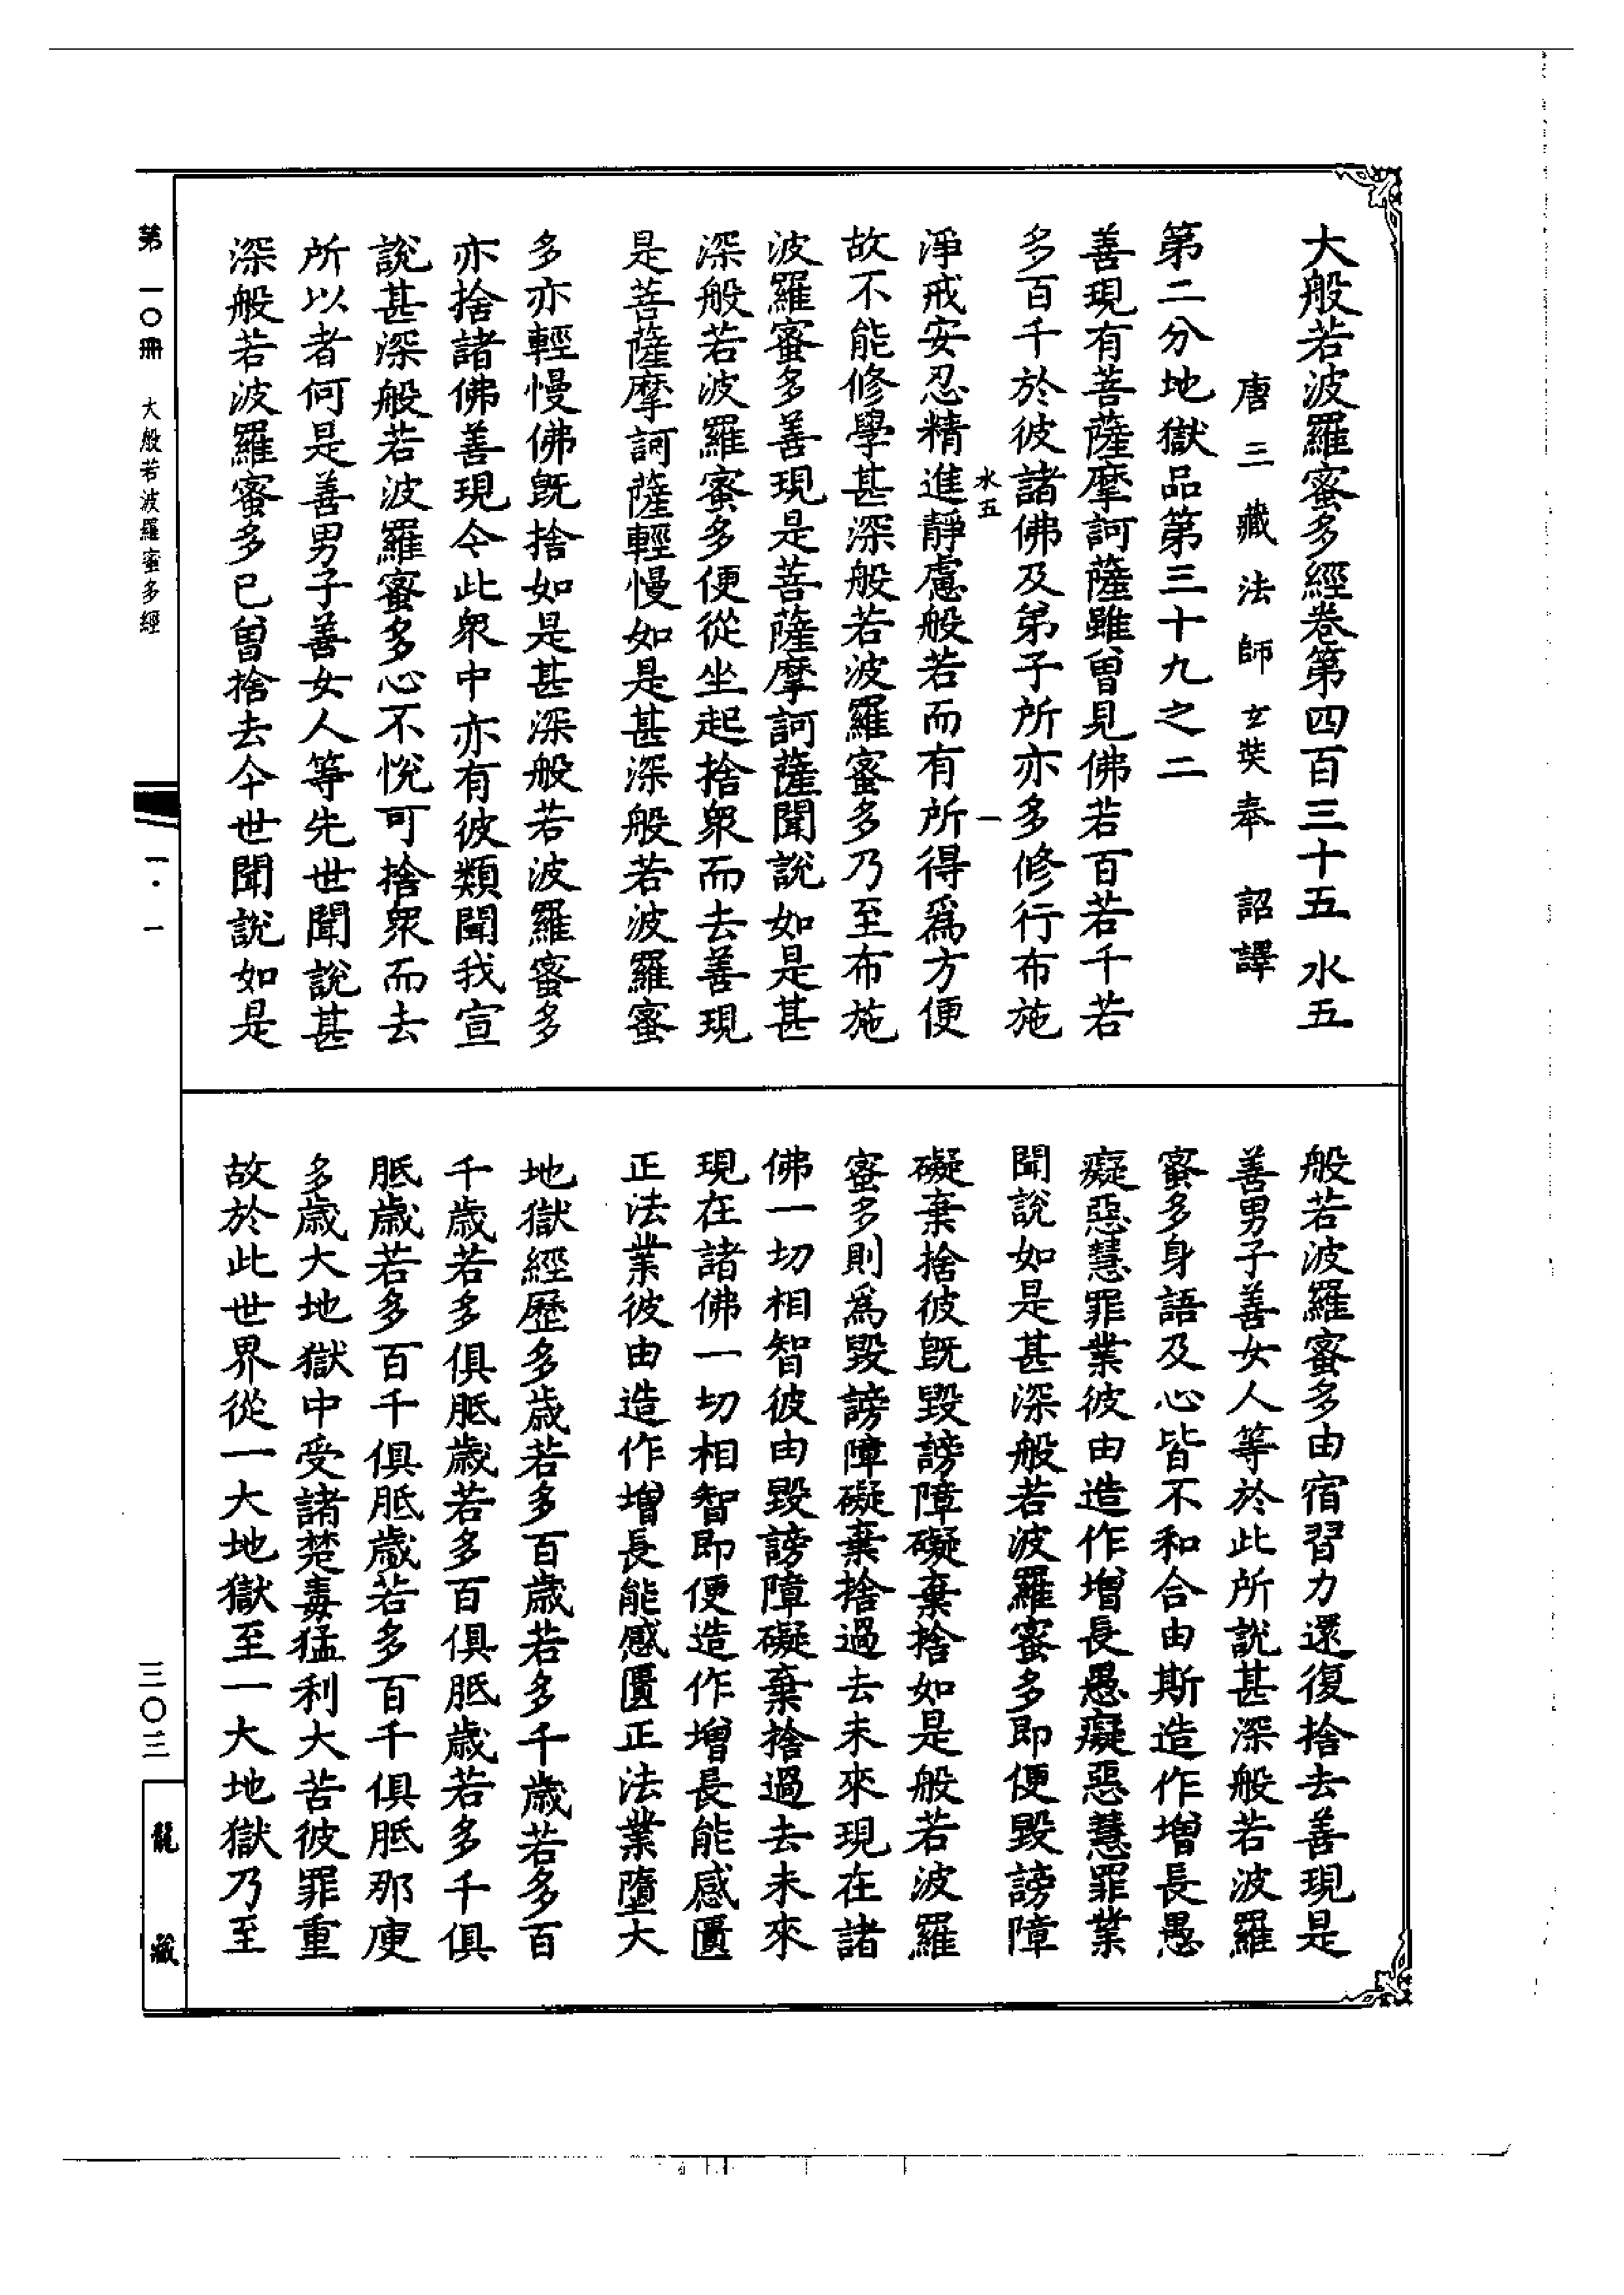 大般若波羅蜜多經卷第四百三十五 水五
唐三藏法師玄奘奉 詔譯
第二分地獄品第三十九之二
善現有菩薩摩訶薩雖曾見佛若百若千若
多百千於彼諸佛及弟子所亦多修行布施
水五 一
淨戒安忍精進靜慮般若而有所得爲方便
故不能修學甚深般若波羅蜜多乃至布施
波羅蜜多善現是菩薩摩訶薩聞說如是甚
深般若波羅蜜多便從坐起捨衆而去善現
是菩薩摩訶薩輕慢如是甚深般若波羅蜜
多亦輕慢佛旣捨如是甚深般若波羅蜜多
亦捨諸佛善現今此衆中亦有彼類聞我宣
說甚深般若波羅蜜多心不悅可捨衆而去
所以者何是善男子善女人等先世聞說甚
深般若波羅蜜多已曾捨去今世聞說如是
般若波羅蜜多由宿習力還復捨去善現是
善男子善女人等於此所說甚深般若波羅
蜜多身語及心皆不和合由斯造作增長愚
癡惡慧罪業彼由造作增長愚癡惡慧罪業
聞說如是甚深般若波羅蜜多即便毀謗障
礙棄捨彼旣毀謗障礙棄捨如是般若波羅
蜜多則爲毀謗障礙棄捨過去未來現在諸
佛一切相智彼由毀謗障礙棄捨過去未來
現在諸佛一切相智即便造作增長能感匱
正法業彼由造作增長能感匱正法業墮大
地獄經歷多歲若多百歲若多千歲若多百
千歲若多俱胝歲若多百俱胝歲若多千俱
胝歲若多百千俱胝歲若多百千俱胝那庾
多歲大地獄中受諸楚毒猛利大苦彼罪重
故於此世界從一大地獄至一大地獄乃至
第一〇冊 大般若波羅蜜多經
一·一
三〇三
龍藏